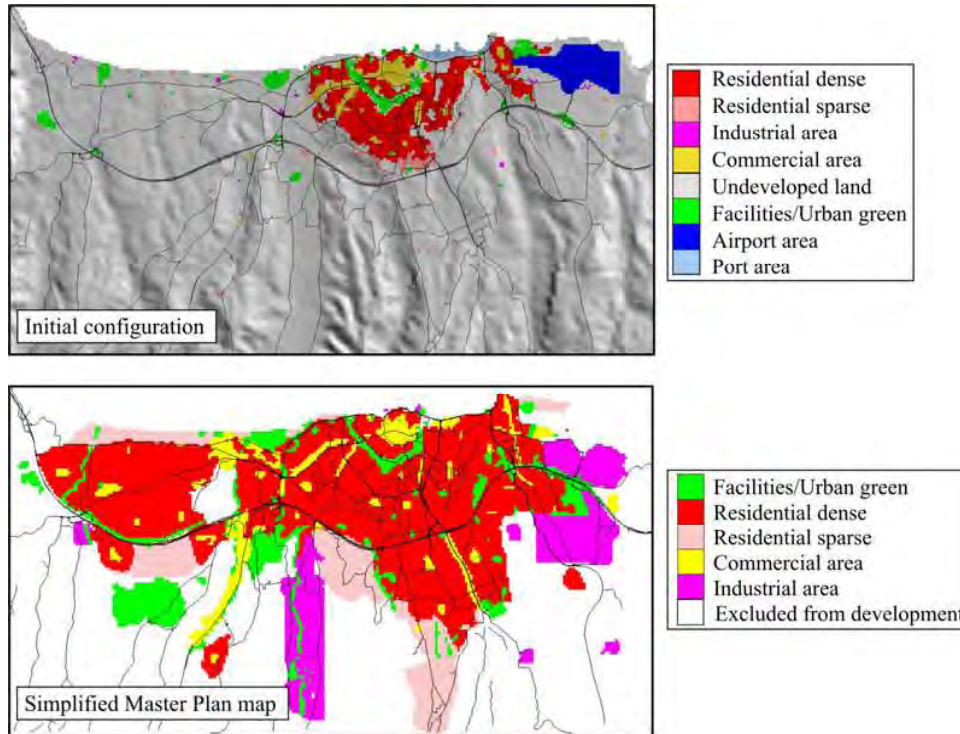 Residential dense
Residential sparse
Industrial area
Commercial area
Undeveloped land
Facilities/Urban green
Airport area
Port area
Initial configuration
Facilities/Urban green
Residential dense
Residential sparse
Commercial area
Industrial area
Excluded from development
Simplified Master Plan map